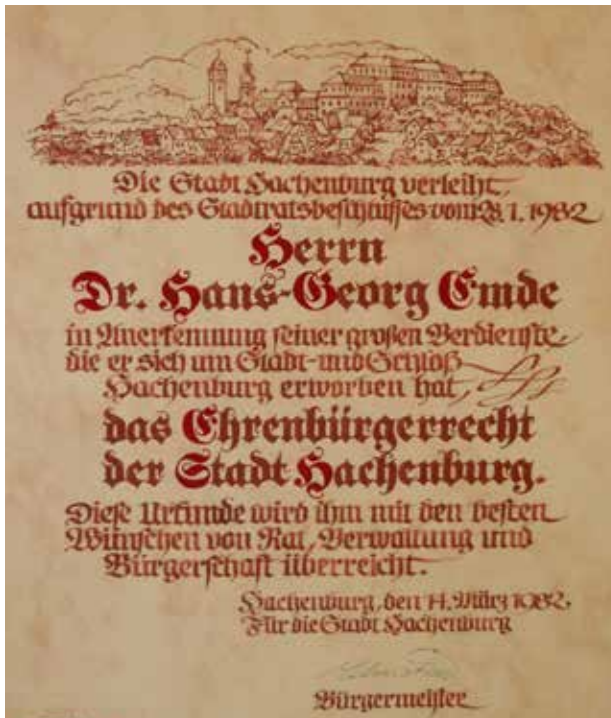 Die Stadt Hachenburg verleiht,
aufgrund des Stadtratsbeschlusses vom 1. 1982
Herrn
Dr. Hans-Georg Emde
in Anerkennung seiner großen Verdienste,
die er sich um Stadt- und Schloß
Hachenburg erworben hat,
das Ehrenbürgerrecht
der Stadt Hachenburg.
Diese Urkunde wird ihm mit den besten
Wünschen von Rat, Verwaltung und
Bürgerschaft überreicht.
Hachenburg, den März 1982.
Für die Stadt Hachenburg
Bürgermeister